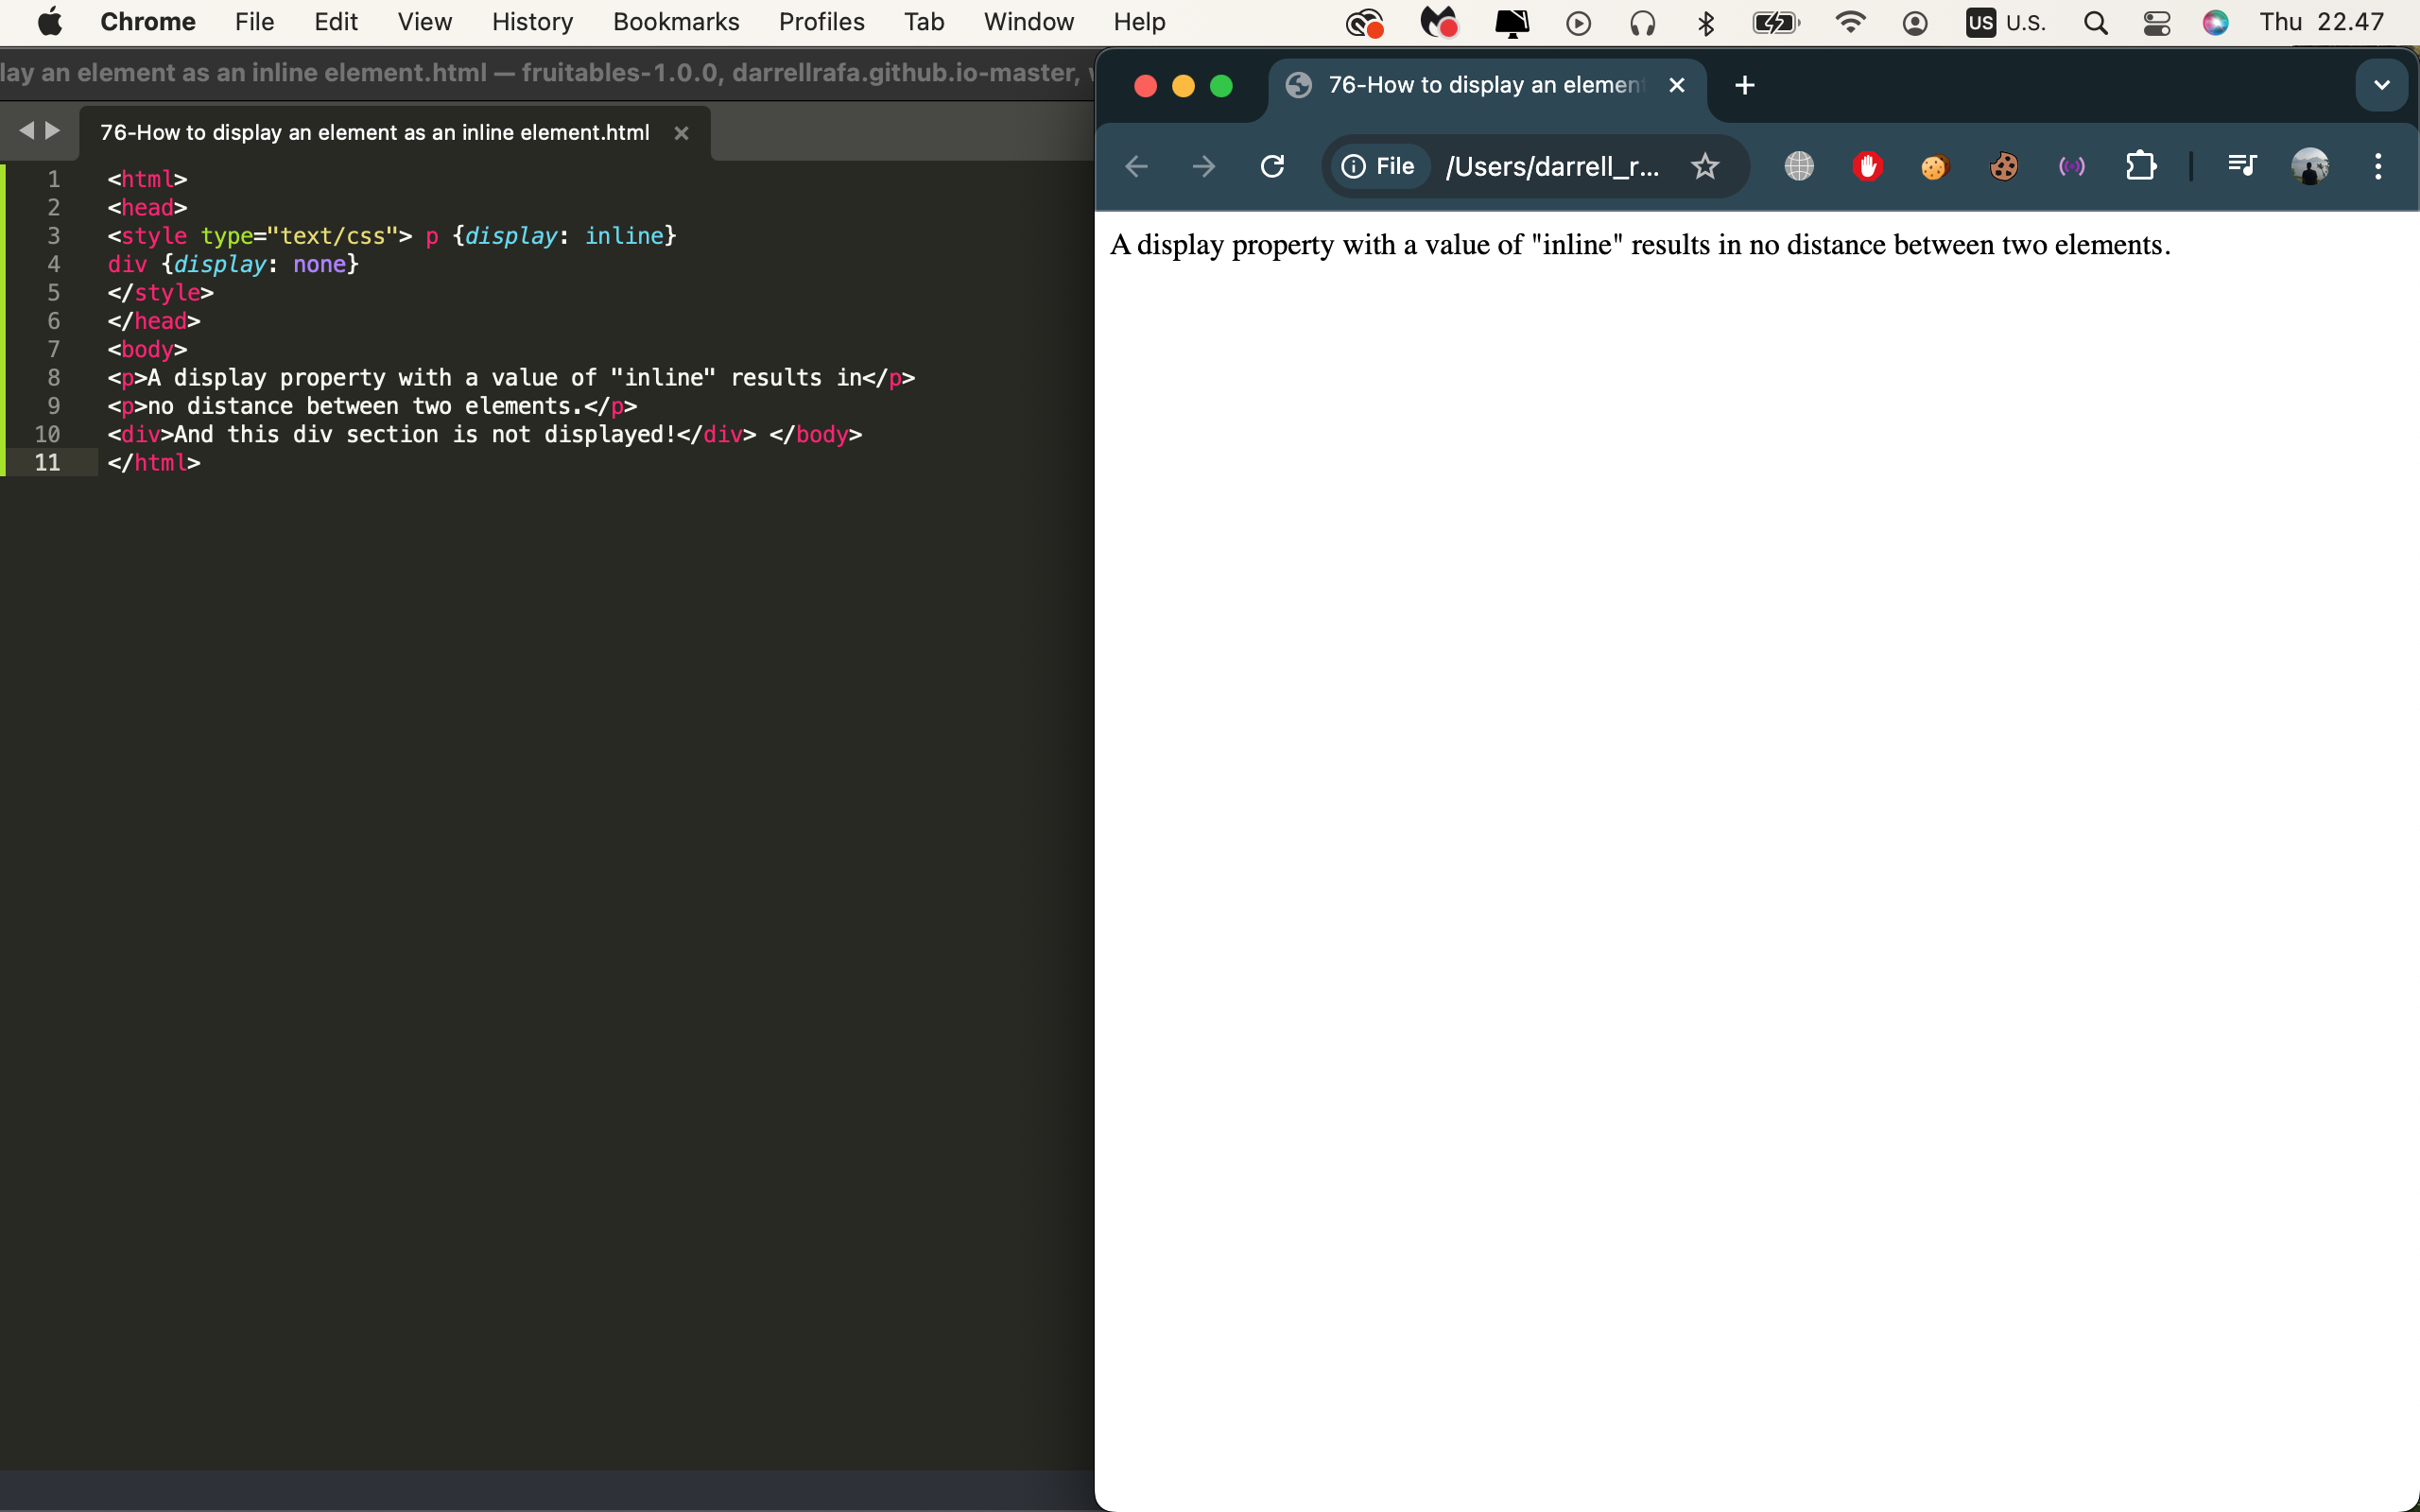 Chrome File Edit View History Bookmarks Profiles Tab Window Help US U.S. Thu 22.47
lay an element as an inline element.html — fruitables-1.0.0, darrellrafa.github.io-master,
76-How to display an element as an inline element.html
1 <html>
2 <head>
3 <style type="text/css"> p {display: inline}
4 div {display: none}
5 </style>
6 </head>
7 <body>
8 <p>A display property with a value of "inline" results in</p>
9 <p>no distance between two elements.</p>
10 <div>And this div section is not displayed!</div> </body>
11 </html>
76-How to display an elemen
File /Users/darrell_r...
A display property with a value of "inline" results in no distance between two elements.